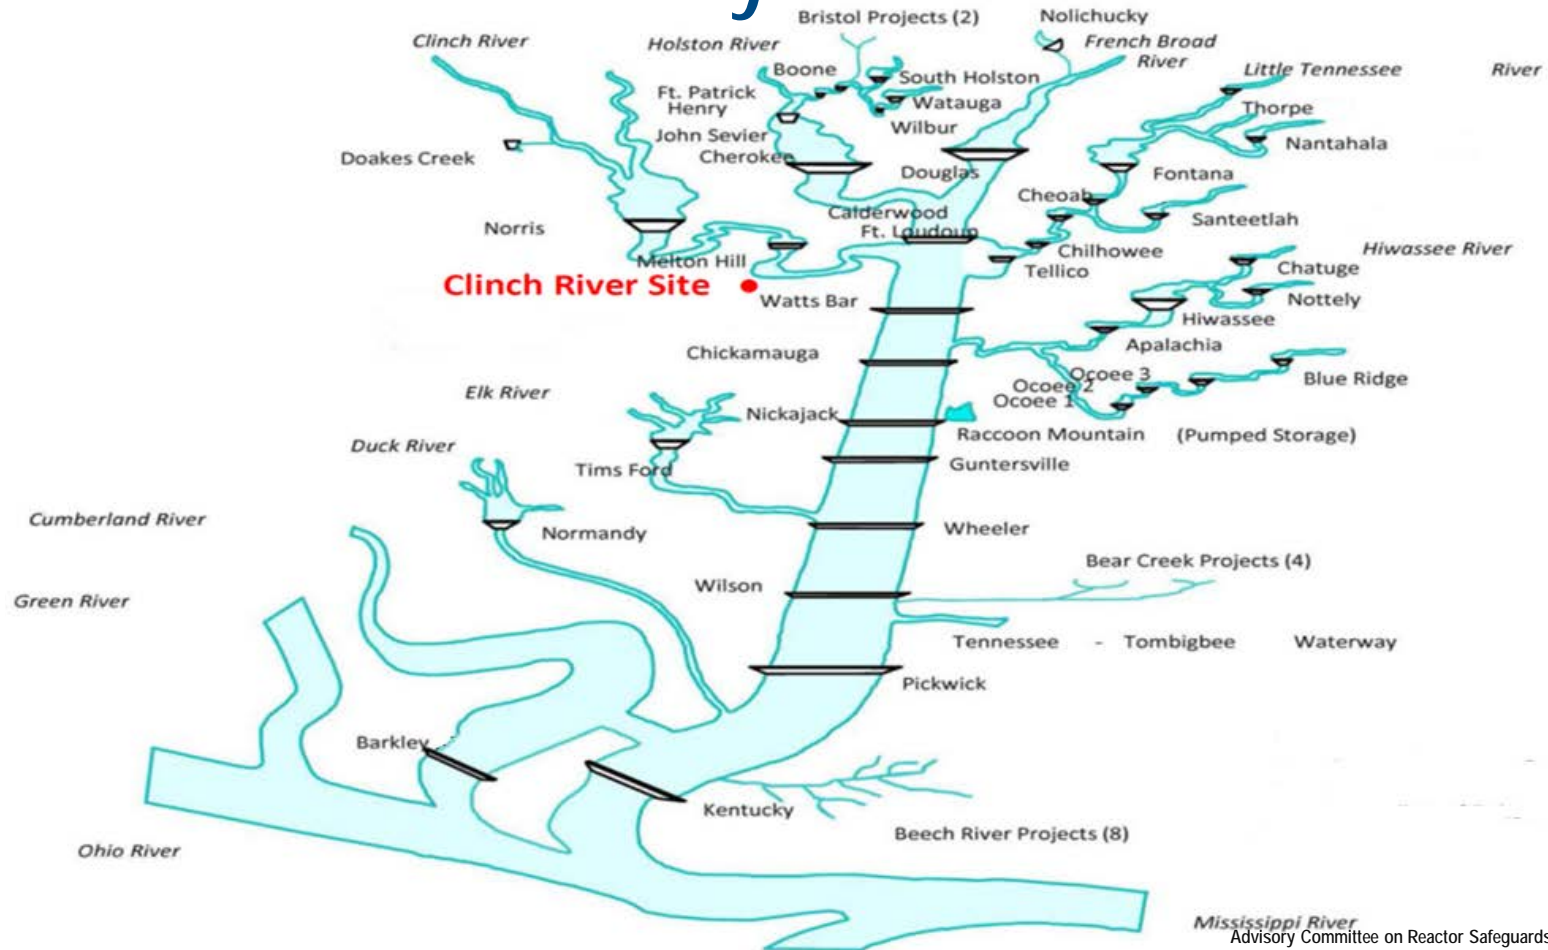 Bristol Projects (2)
Nolichucky
Clinch River
Holston River
French Broad
River
Boone
South Holston
Little Tennessee River
Ft. Patrick
Henry
Watauga
Thorpe
John Sevier
Wilbur
Nantahala
Doakes Creek
Cherokee
Douglas
Fontana
Cheoah
Calderwood
Santeetlah
Norris
Ft. Loudoun
Chilhowee
Hiwassee River
Melton Hill
Tellico
Chatuge
Clinch River Site
Watts Bar
Nottely
Hiwassee
Chickamauga
Apalachia
Ocoee 3
Blue Ridge
Elk River
Ocoee 2
Ocoee 1
Nickajack
Raccoon Mountain (Pumped Storage)
Duck River
Tims Ford
Guntersville
Cumberland River
Normandy
Wheeler
Bear Creek Projects (4)
Wilson
Green River
Tennessee - Tombigbee Waterway
Pickwick
Barkley
Kentucky
Beech River Projects (8)
Ohio River
Mississippi River
Advisory Committee on Reactor Safeguards